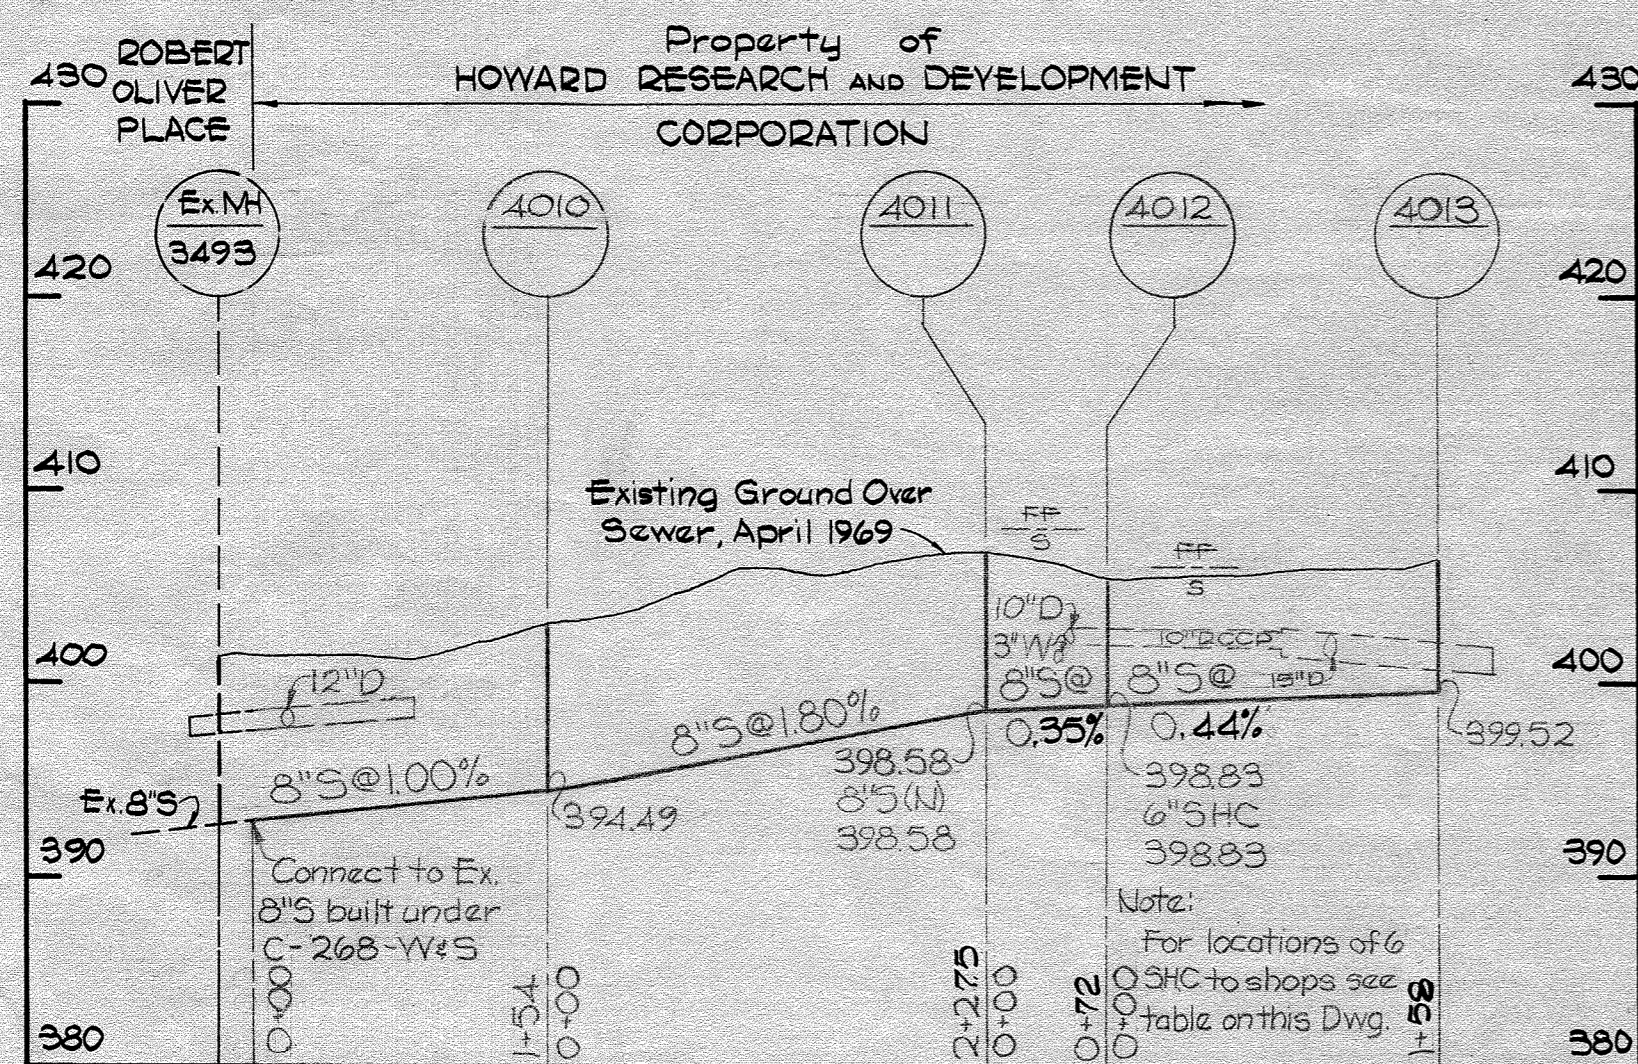 Property of
HOWARD RESEARCH AND DEVELOPMENT
CORPORATION
ROBERT
OLIVER
PLACE
430
430
Ex. MH
3493
4010
4011
4012
4013
420
420
410
410
Existing Ground Over
Sewer, April 1969
FF
S
FF
S
10"D
3"W
10"RCCP
15"D
400
400
12"D
8"S@1.00%
8"S@1.80%
8"S@
0.35%
8"S@
0.44%
Ex. 8"S
394.49
398.58
8"S(N)
398.58
398.83
6"SHC
398.83
399.52
390
390
Connect to Ex.
8"S built under
C-268-W&S
Note:
For locations of 6
SHC to shops see
table on this Dwg.
0+00
1+54
0+00
2+27.5
0+00
0+72
0+00
1+58
380
380